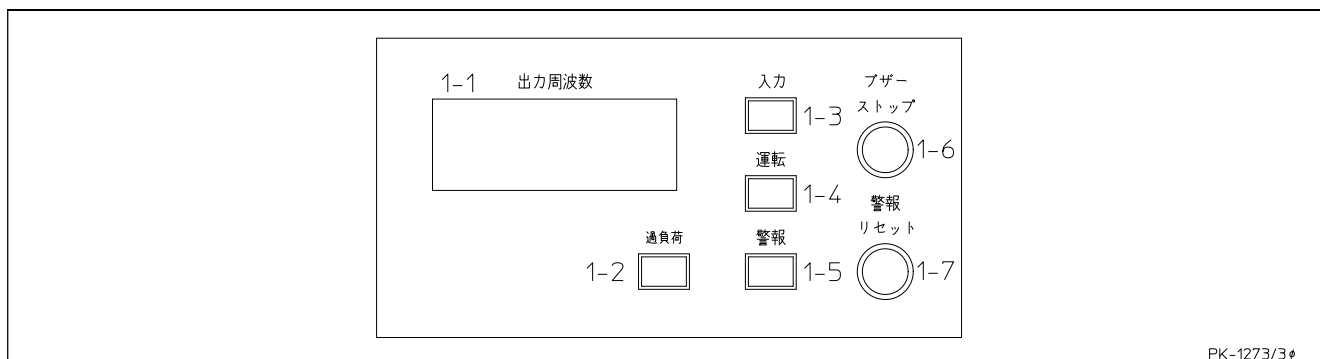 1-1 出力周波数
入力
1-3
ブザー
ストップ
1-6
運転
1-4
警報
リセット
1-7
過負荷
1-2
警報
1-5
PK-1273/3φ